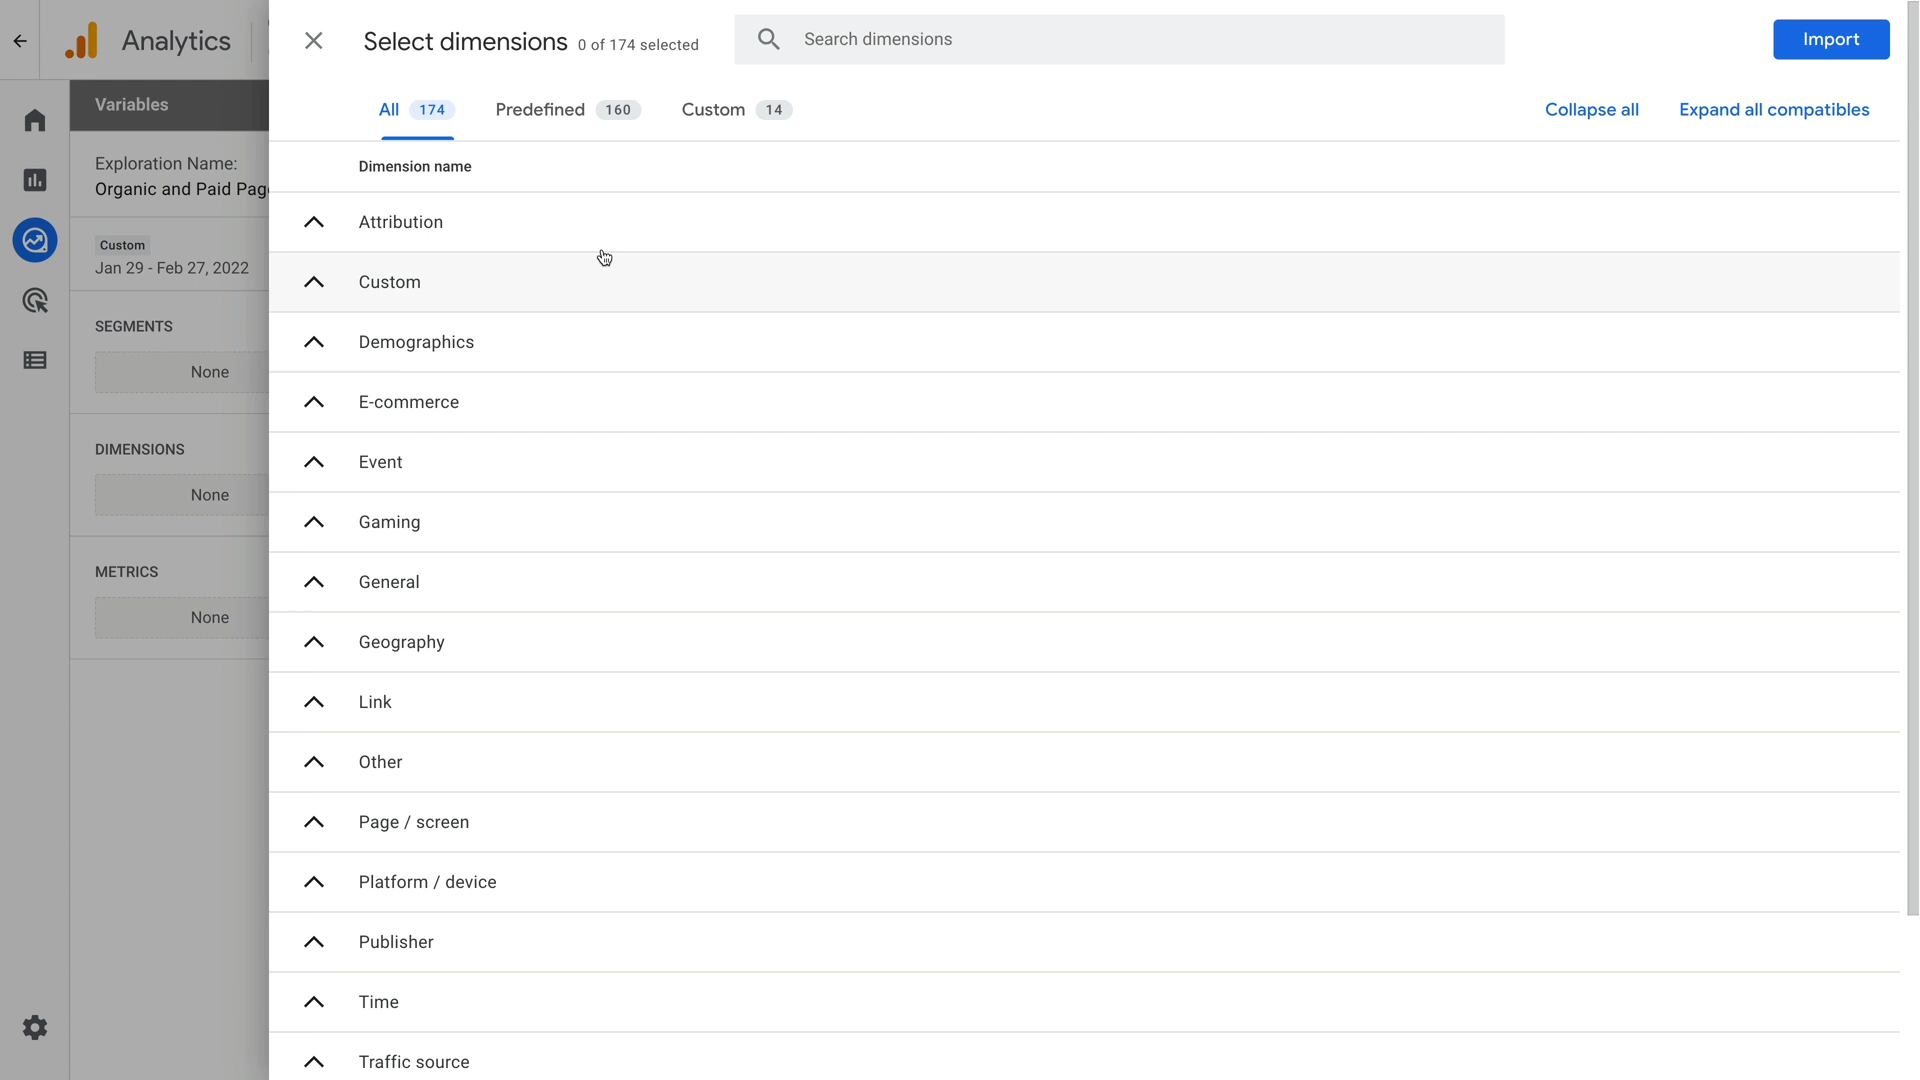 Analytics
Select dimensions 0 of 174 selected
Search dimensions
Import
Variables
All 174
Predefined 160
Custom 14
Collapse all
Expand all compatibles
Exploration Name:
Organic and Paid Pag
Custom
Jan 29 - Feb 27, 2022
SEGMENTS
None
DIMENSIONS
None
METRICS
None
Dimension name
Attribution
Custom
Demographics
E-commerce
Event
Gaming
General
Geography
Link
Other
Page / screen
Platform / device
Publisher
Time
Traffic source